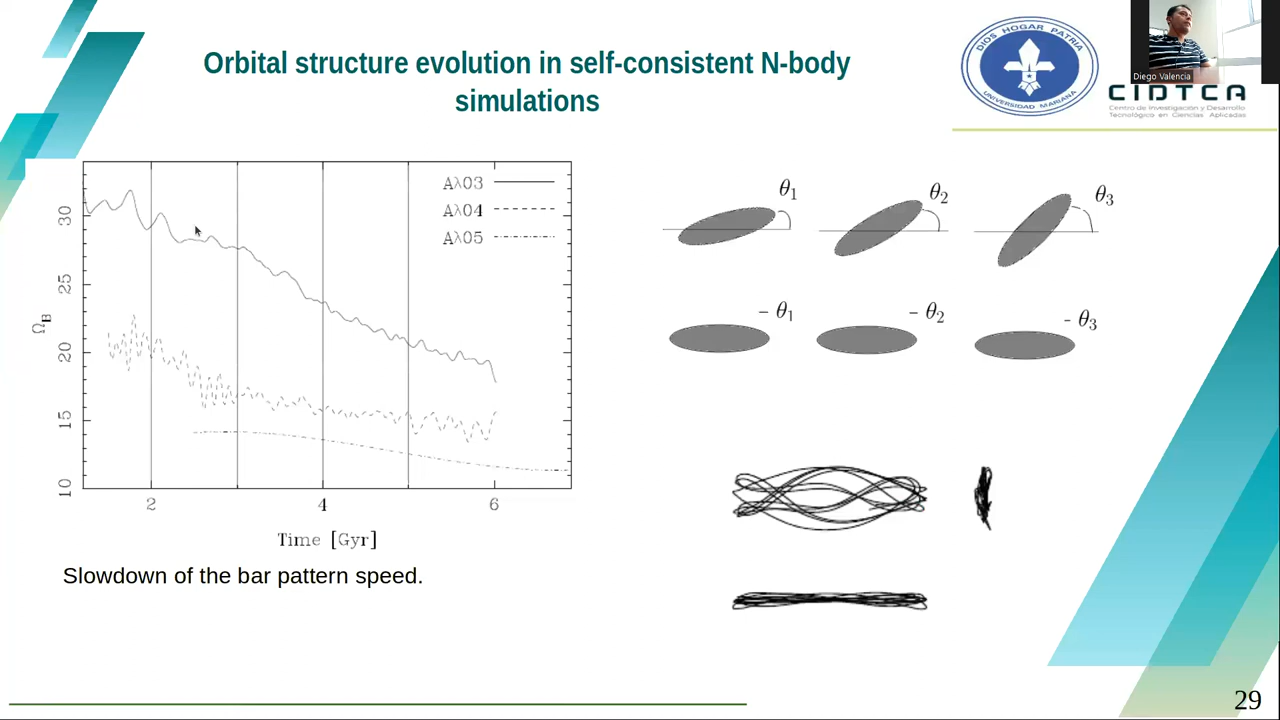 Orbital structure evolution in self-consistent N-body
simulations
DIOS HOGAR PATRIA
UNIVERSIDAD MARIANA
Diego Valencia
CIDTCA
Centro de Investigación y Desarrollo
Tecnológico en Ciencias Aplicadas
Aλ03
Aλ04
Aλ05
30
25
20
15
10
Ω_B
2 4 6
Time [Gyr]
Slowdown of the bar pattern speed.
θ₁ θ₂ θ₃
- θ₁ - θ₂ - θ₃
29